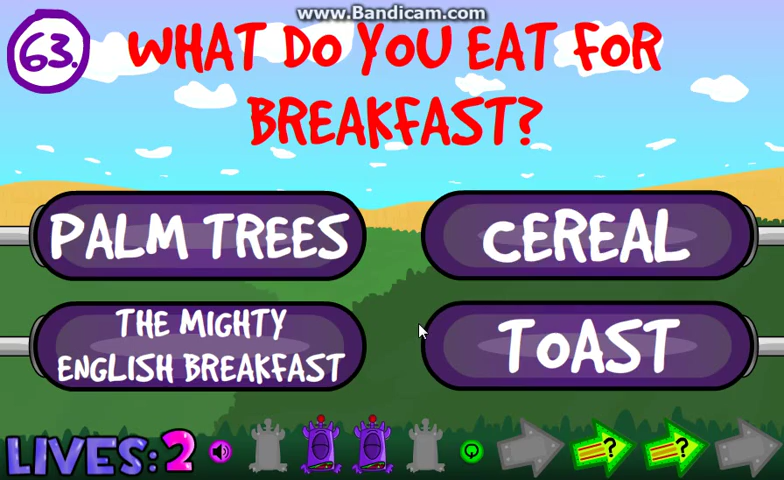 www.Bandicam.com
63.
WHAT DO YOU EAT FOR
BREAKFAST?
PALM TREES
CEREAL
THE MIGHTY
ENGLISH BREAKFAST
TOAST
LIVES: 2
?
?